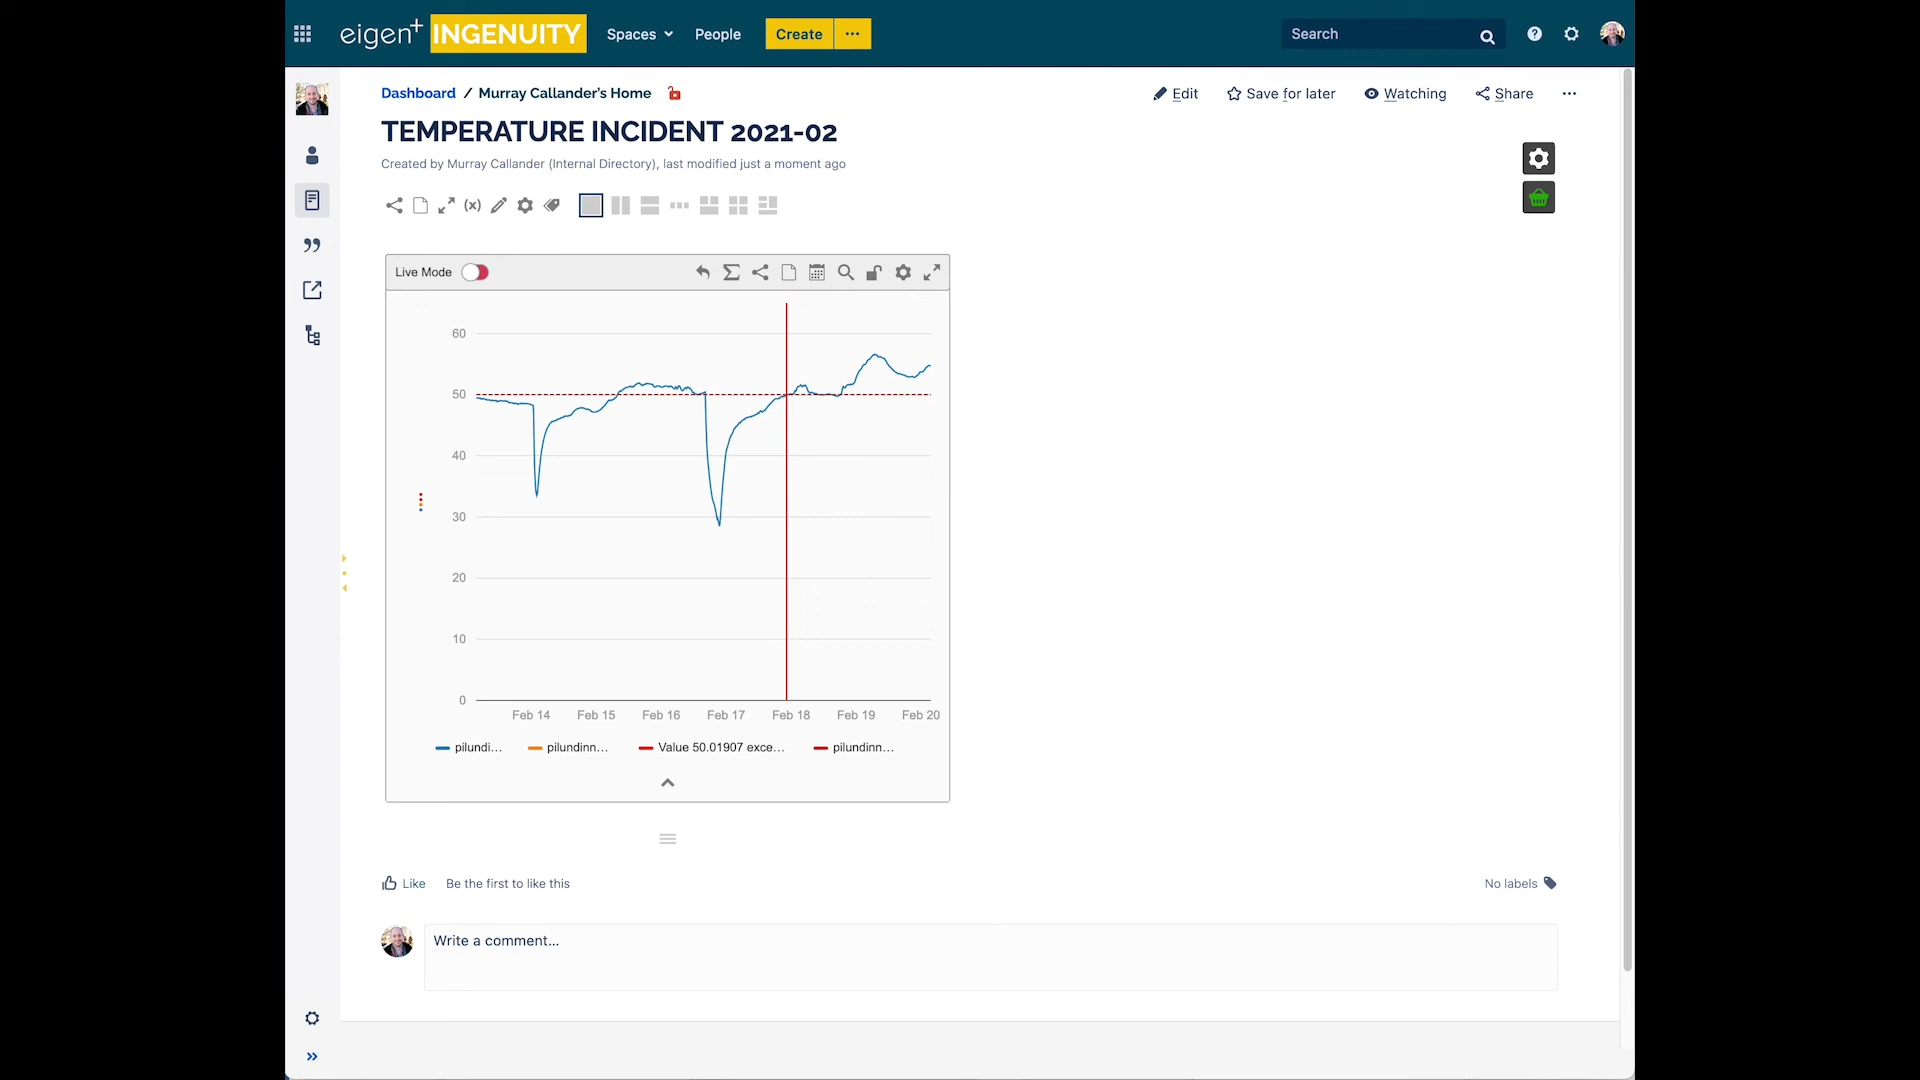 eigen+ INGENUITY Spaces People Create ··· Search
Dashboard / Murray Callander's Home
Edit Save for later Watching Share ···
TEMPERATURE INCIDENT 2021-02
Created by Murray Callander (Internal Directory), last modified just a moment ago
(x)
Live Mode
60
50
40
30
20
10
0
Feb 14 Feb 15 Feb 16 Feb 17 Feb 18 Feb 19 Feb 20
pilundi... pilundinn... Value 50.01907 exce... pilundinn...
Like Be the first to like this
No labels
Write a comment...